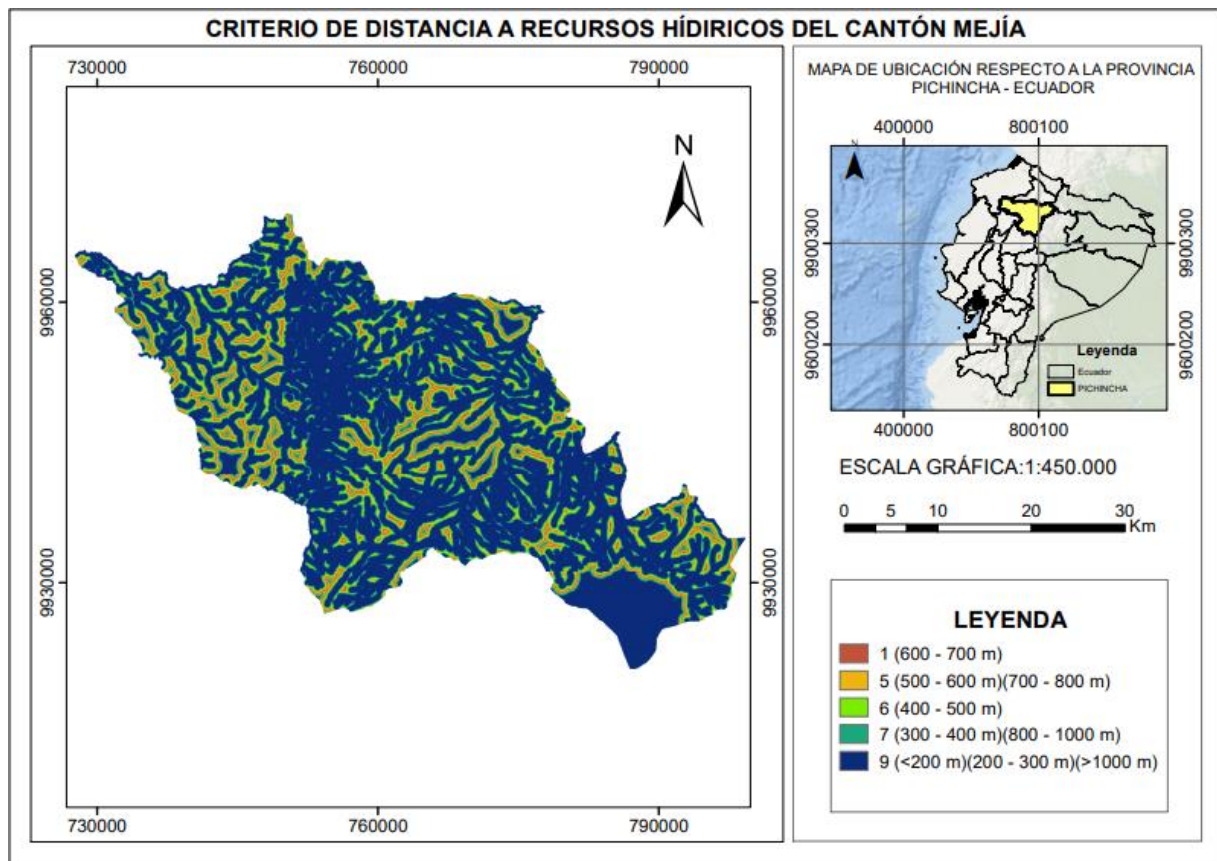 CRITERIO DE DISTANCIA A RECURSOS HÍDIRICOS DEL CANTÓN MEJÍA
730000 760000 790000
N
9960000 9960000
9930000 9930000
730000 760000 790000
MAPA DE UBICACIÓN RESPECTO A LA PROVINCIA
PICHINCHA - ECUADOR
400000 800100
N
9900300 9900300
9600200 9600200
Leyenda
Ecuador
PICHINCHA
400000 800100
ESCALA GRÁFICA:1:450.000
0 5 10 20 30
Km
LEYENDA
1 (600 - 700 m)
5 (500 - 600 m)(700 - 800 m)
6 (400 - 500 m)
7 (300 - 400 m)(800 - 1000 m)
9 (<200 m)(200 - 300 m)(>1000 m)